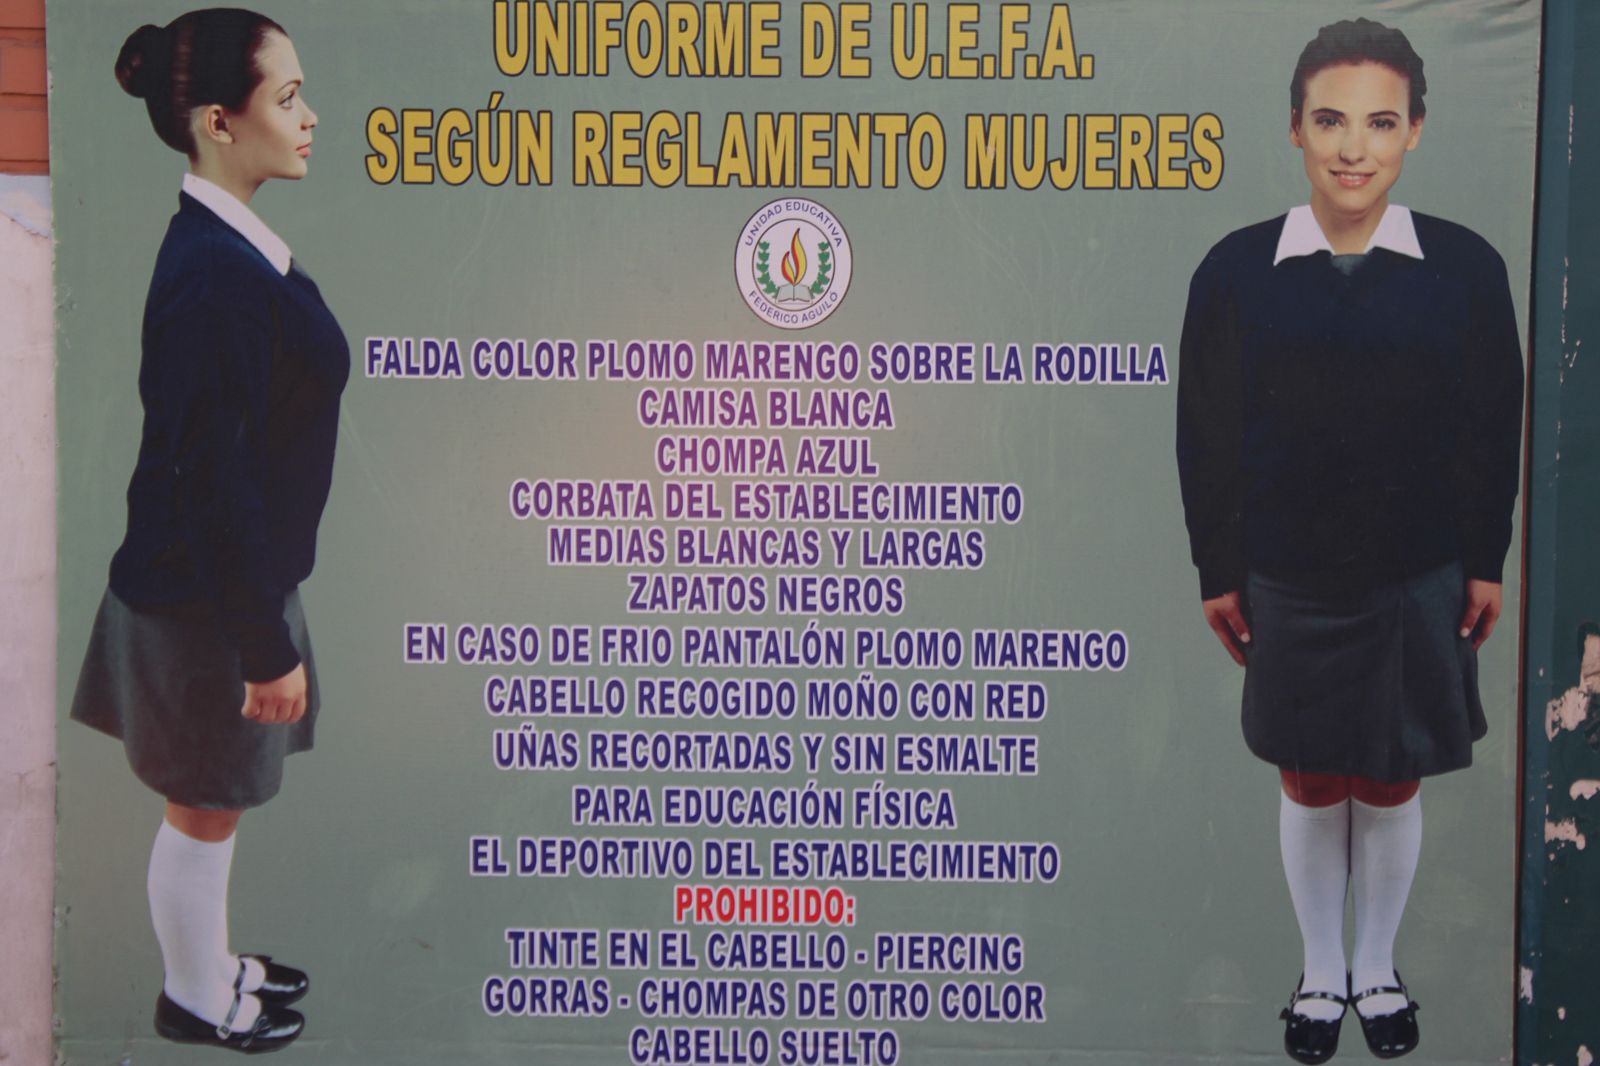 UNIFORME DE U.E.F.A.
SEGÚN REGLAMENTO MUJERES
UNIDAD EDUCATIVA
FEDERICO AGUILO
FALDA COLOR PLOMO MARENGO SOBRE LA RODILLA
CAMISA BLANCA
CHOMPA AZUL
CORBATA DEL ESTABLECIMIENTO
MEDIAS BLANCAS Y LARGAS
ZAPATOS NEGROS
EN CASO DE FRIO PANTALÓN PLOMO MARENGO
CABELLO RECOGIDO MOÑO CON RED
UÑAS RECORTADAS Y SIN ESMALTE
PARA EDUCACIÓN FÍSICA
EL DEPORTIVO DEL ESTABLECIMIENTO
PROHIBIDO:
TINTE EN EL CABELLO - PIERCING
GORRAS - CHOMPAS DE OTRO COLOR
CABELLO SUELTO